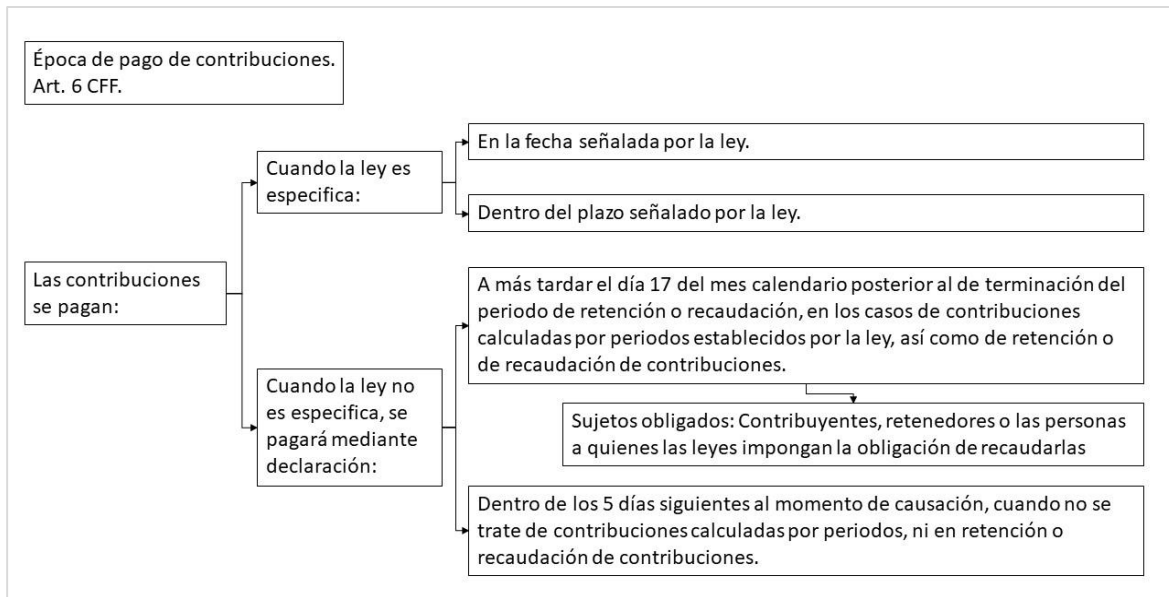 Época de pago de contribuciones.
Art. 6 CFF.
Las contribuciones
se pagan:
Cuando la ley es
especifica:
En la fecha señalada por la ley.
Dentro del plazo señalado por la ley.
Cuando la ley no
es especifica, se
pagará mediante
declaración:
A más tardar el día 17 del mes calendario posterior al de terminación del
periodo de retención o recaudación, en los casos de contribuciones
calculadas por periodos establecidos por la ley, así como de retención o
de recaudación de contribuciones.
Sujetos obligados: Contribuyentes, retenedores o las personas
a quienes las leyes impongan la obligación de recaudarlas
Dentro de los 5 días siguientes al momento de causación, cuando no se
trate de contribuciones calculadas por periodos, ni en retención o
recaudación de contribuciones.